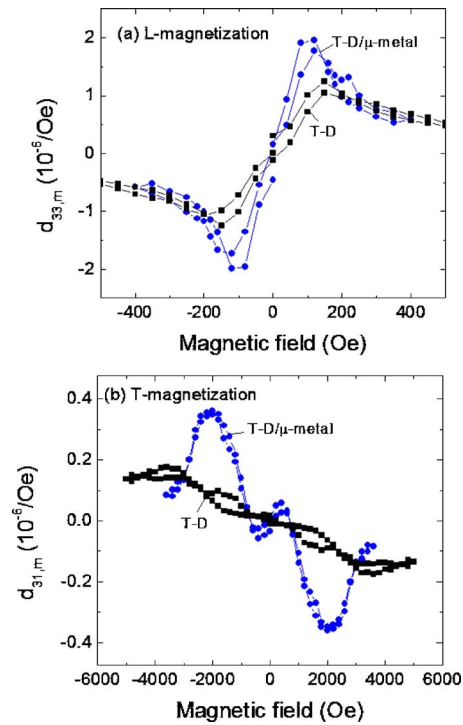 (a) L-magnetization
T-D/μ-metal
T-D
2
1
0
-1
-2
d33,m (10^-6/Oe)
-400 -200 0 200 400
Magnetic field (Oe)
(b) T-magnetization
T-D/μ-metal
T-D
0.4
0.2
0.0
-0.2
-0.4
d31,m (10^-6/Oe)
-6000 -4000 -2000 0 2000 4000 6000
Magnetic field (Oe)